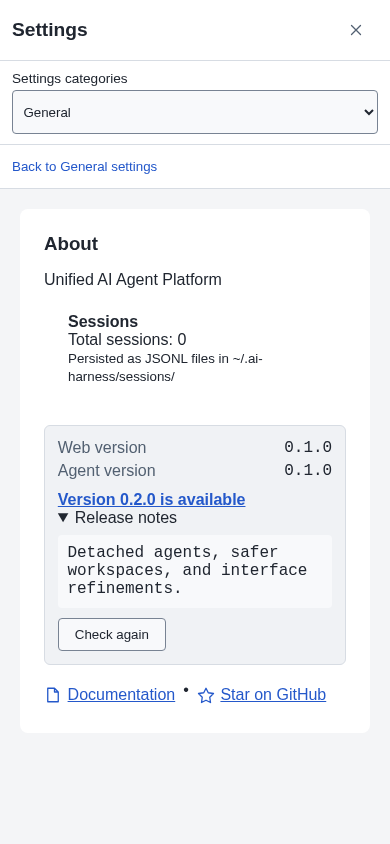 Settings
Settings categories
General
Back to General settings
About
Unified AI Agent Platform
Sessions
Total sessions: 0
Persisted as JSONL files in ~/.ai-
harness/sessions/
Web version 0.1.0
Agent version 0.1.0
Version 0.2.0 is available
▼ Release notes
Detached agents, safer
workspaces, and interface
refinements.
Check again
Documentation • Star on GitHub